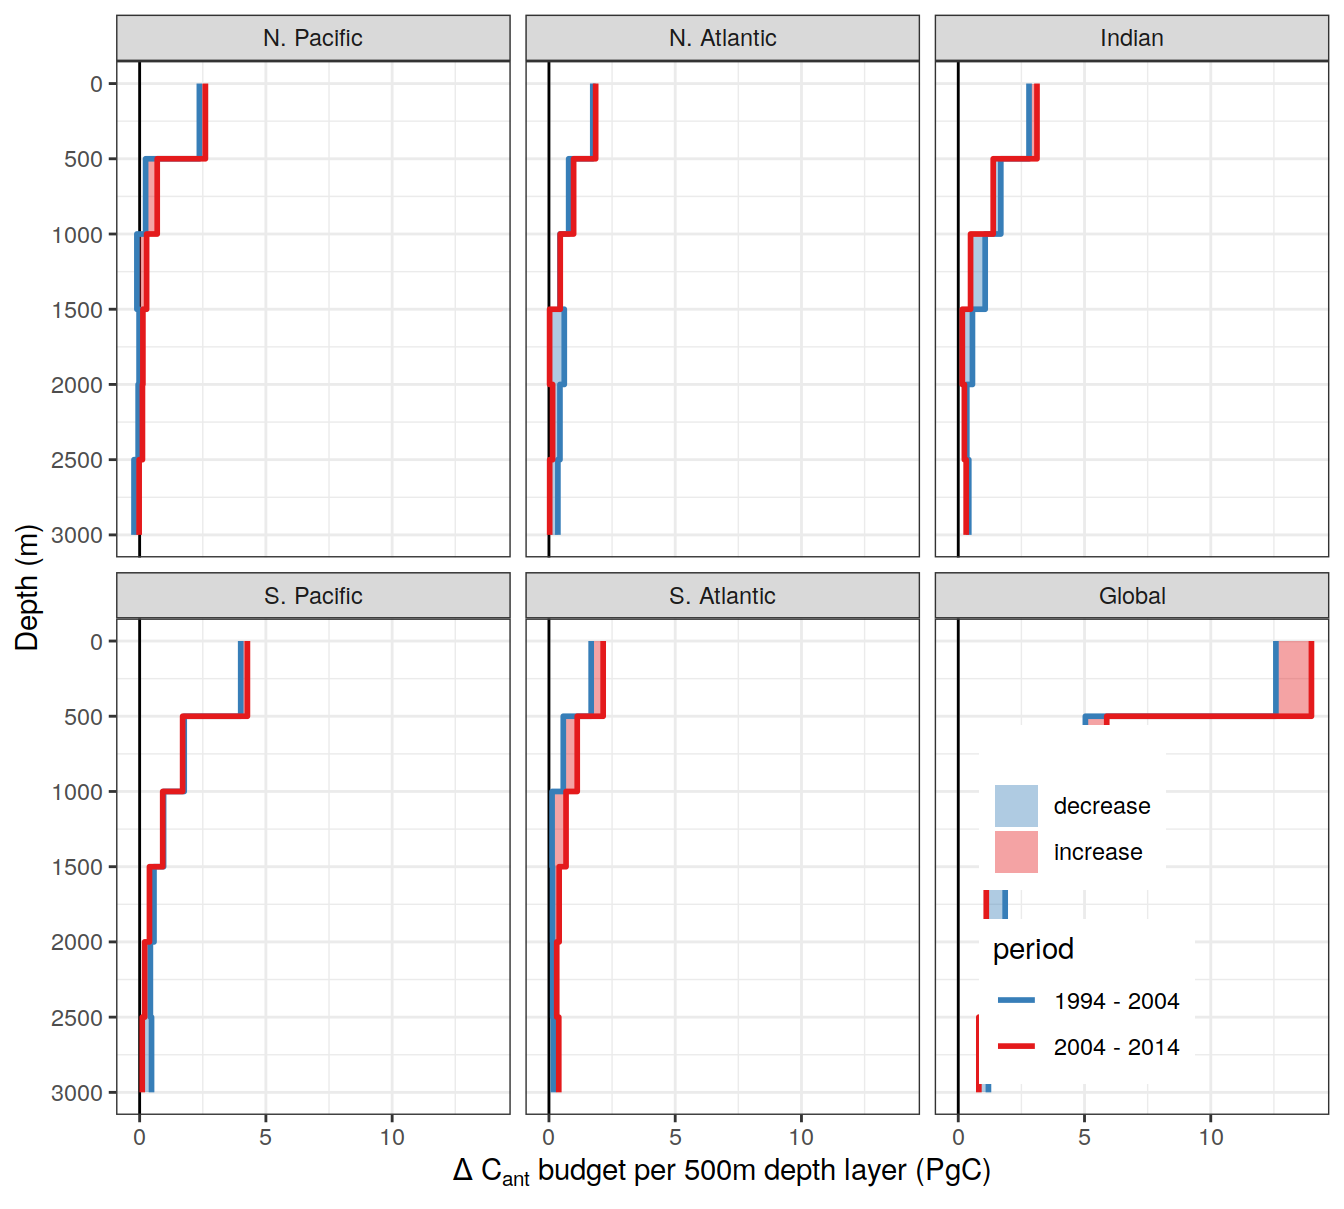 N. Pacific
N. Atlantic
Indian
0
500
1000
1500
2000
2500
3000
S. Pacific
S. Atlantic
Global
0
500
1000
1500
2000
2500
3000
decrease
increase
period
1994 - 2004
2004 - 2014
0 5 10
0 5 10
0 5 10
Depth (m)
Δ Cant budget per 500m depth layer (PgC)